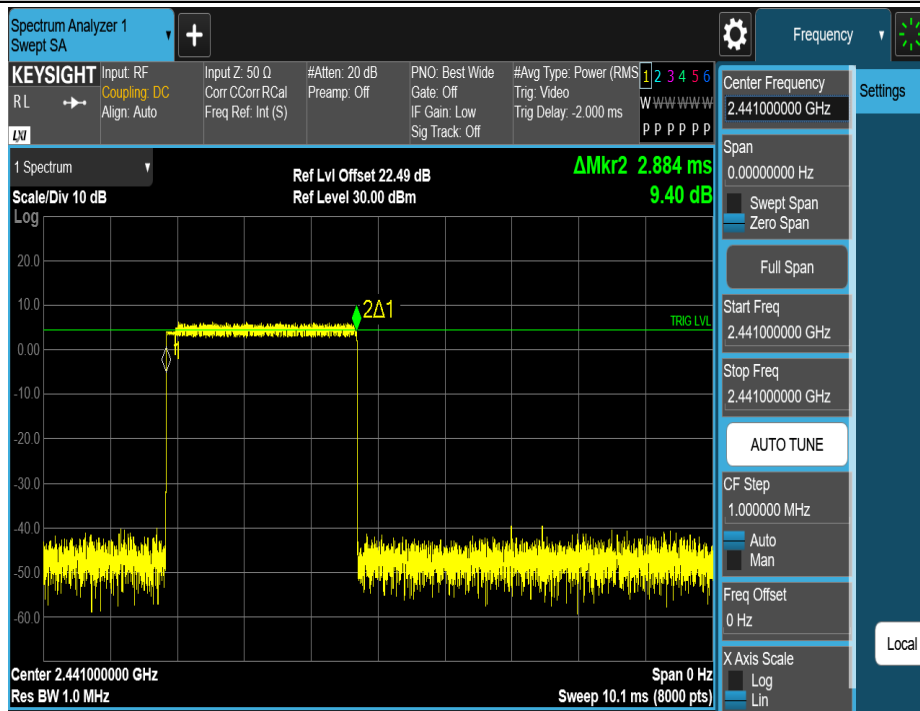 Spectrum Analyzer 1
Swept SA
+
Frequency
KEYSIGHT
RL
LXI
Input: RF
Coupling: DC
Align: Auto
Input Z: 50 Ω
Corr CCorr RCal
Freq Ref: Int (S)
#Atten: 20 dB
Preamp: Off
PNO: Best Wide
Gate: Off
IF Gain: Low
Sig Track: Off
#Avg Type: Power (RMS
Trig: Video
Trig Delay: -2.000 ms
1 2 3 4 5 6
W W W W W W
P P P P P P
1 Spectrum
Scale/Div 10 dB
Log
Ref Lvl Offset 22.49 dB
Ref Level 30.00 dBm
ΔMkr2 2.884 ms
9.40 dB
20.0
10.0
0.00
-10.0
-20.0
-30.0
-40.0
-50.0
-60.0
2Δ1
TRIG LVL
Center 2.441000000 GHz
Res BW 1.0 MHz
Span 0 Hz
Sweep 10.1 ms (8000 pts)
Center Frequency
2.441000000 GHz
Span
0.00000000 Hz
Swept Span
Zero Span
Full Span
Start Freq
2.441000000 GHz
Stop Freq
2.441000000 GHz
AUTO TUNE
CF Step
1.000000 MHz
Auto
Man
Freq Offset
0 Hz
X Axis Scale
Log
Lin
Settings
Local